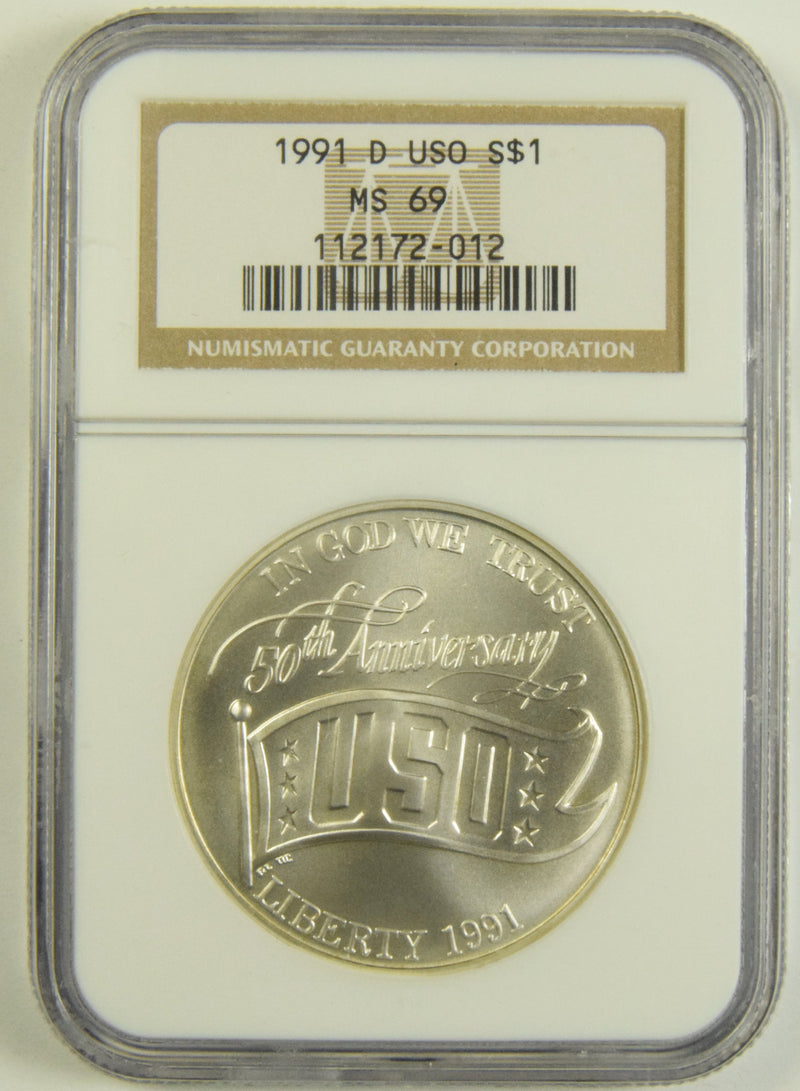 1991 D USO S$1
MS 69
112172-012
NUMISMATIC GUARANTY CORPORATION
IN GOD WE TRUST
50th Anniversary
USO
LIBERTY 1991